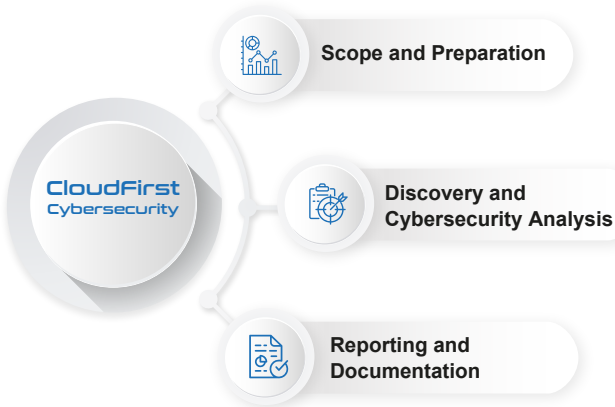 Scope and Preparation
CloudFirst
Cybersecurity
Discovery and
Cybersecurity Analysis
Reporting and
Documentation